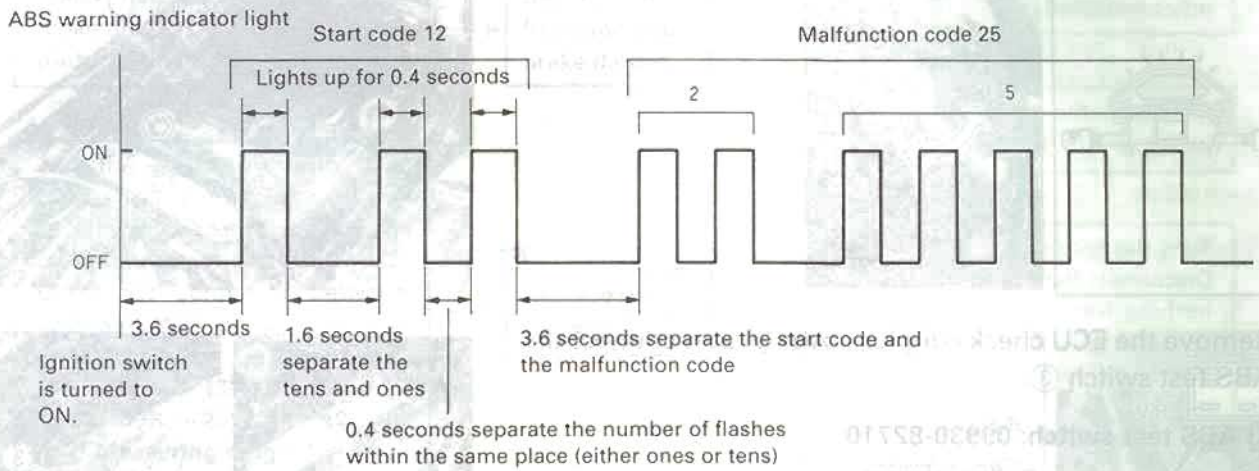 ABS warning indicator light
Start code 12
Malfunction code 25
Lights up for 0.4 seconds
2
5
ON
OFF
3.6 seconds
Ignition switch
is turned to
ON.
1.6 seconds
separate the
tens and ones
3.6 seconds separate the start code and
the malfunction code
0.4 seconds separate the number of flashes
within the same place (either ones or tens)
Remove the ECU check
ABS test switch ①
ABS test switch: 09930-82710